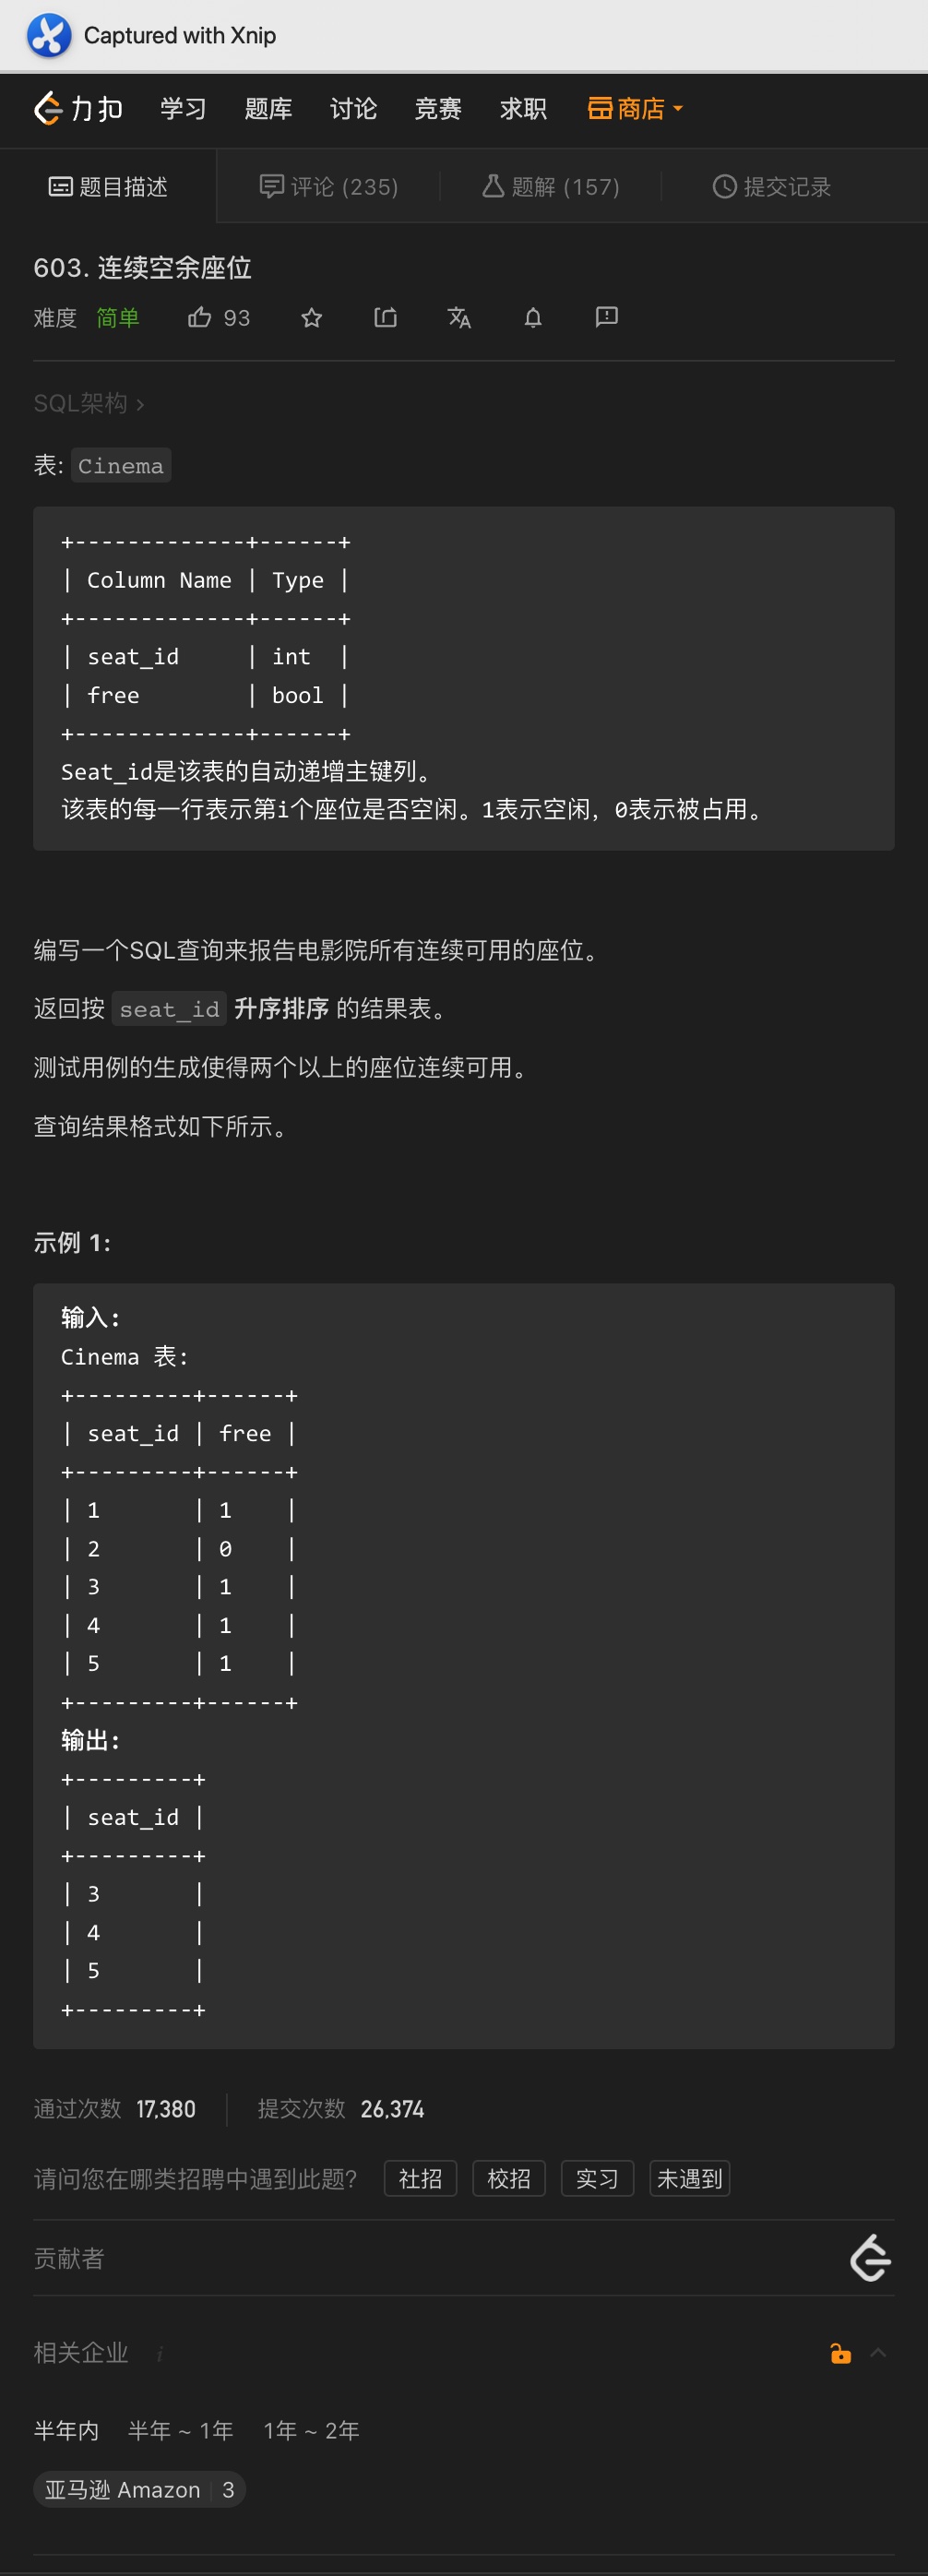 Captured with Xnip
力扣 学习 题库 讨论 竞赛 求职 商店
题目描述 评论 (235) 题解 (157) 提交记录
603. 连续空余座位
难度 简单 93
SQL架构 >
表: Cinema
+-------------+------+
| Column Name | Type |
+-------------+------+
| seat_id     | int  |
| free        | bool |
+-------------+------+
Seat_id是该表的自动递增主键列。
该表的每一行表示第i个座位是否空闲。1表示空闲，0表示被占用。
编写一个SQL查询来报告电影院所有连续可用的座位。
返回按 seat_id 升序排序 的结果表。
测试用例的生成使得两个以上的座位连续可用。
查询结果格式如下所示。
示例 1:
输入:
Cinema 表:
+---------+------+
| seat_id | free |
+---------+------+
| 1       | 1    |
| 2       | 0    |
| 3       | 1    |
| 4       | 1    |
| 5       | 1    |
+---------+------+
输出:
+---------+
| seat_id |
+---------+
| 3       |
| 4       |
| 5       |
+---------+
通过次数 17,380 提交次数 26,374
请问您在哪类招聘中遇到此题? 社招 校招 实习 未遇到
贡献者
相关企业 i
半年内 半年 ~ 1年 1年 ~ 2年
亚马逊 Amazon | 3